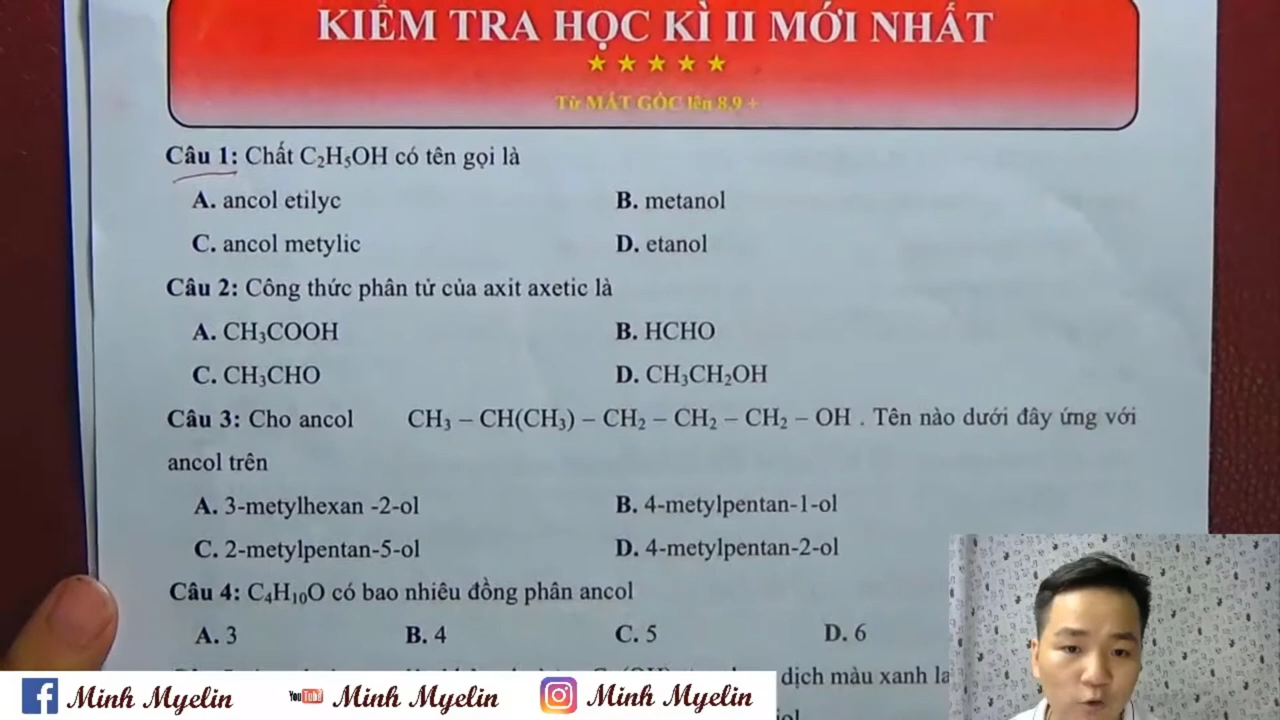 KIỂM TRA HỌC KÌ II MỚI NHẤT
Từ MẤT GỐC lên 8,9 +
Câu 1: Chất C₂H₅OH có tên gọi là
A. ancol etilyc B. metanol
C. ancol metylic D. etanol
Câu 2: Công thức phân tử của axit axetic là
A. CH₃COOH B. HCHO
C. CH₃CHO D. CH₃CH₂OH
Câu 3: Cho ancol CH₃ – CH(CH₃) – CH₂ – CH₂ – CH₂ – OH . Tên nào dưới đây ứng với
ancol trên
A. 3-metylhexan -2-ol B. 4-metylpentan-1-ol
C. 2-metylpentan-5-ol D. 4-metylpentan-2-ol
Câu 4: C₄H₁₀O có bao nhiêu đồng phân ancol
A. 3 B. 4 C. 5 D. 6
dịch màu xanh
Minh Myelin YouTube Minh Myelin Minh Myelin